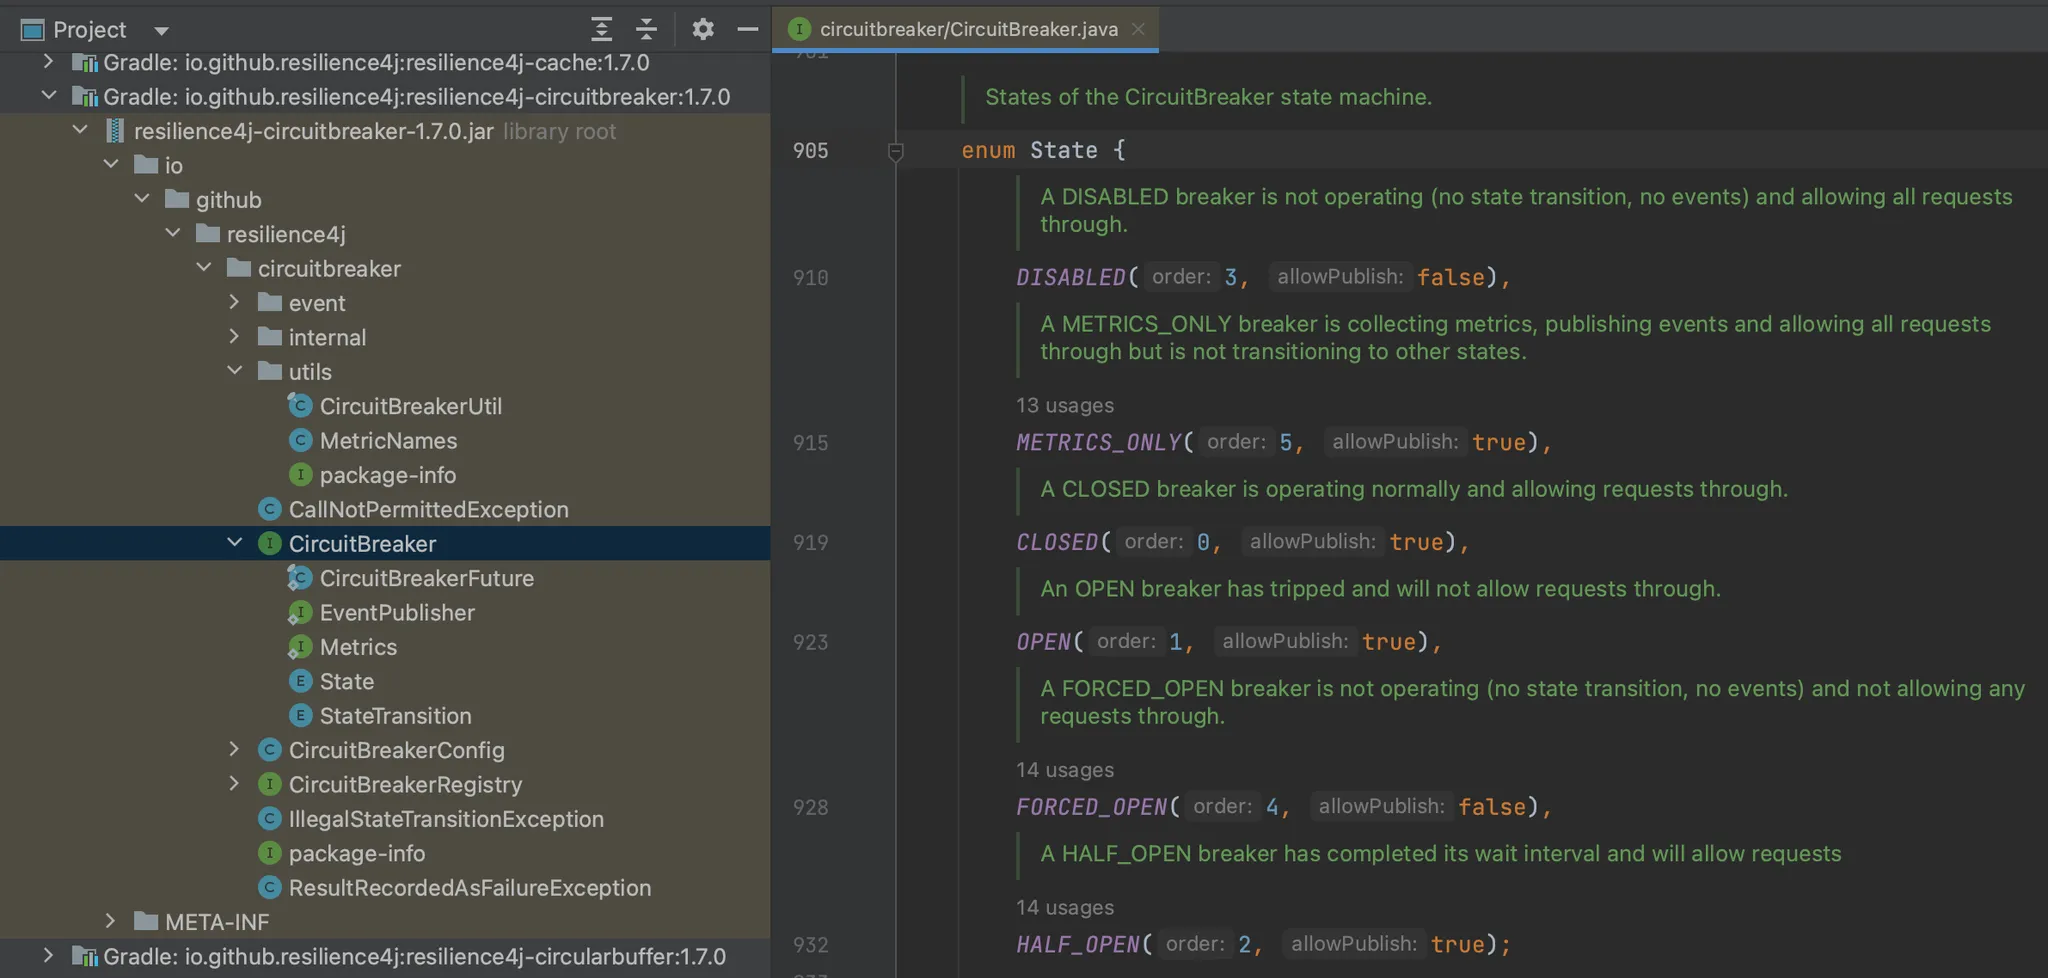 Project
Gradle: io.github.resilience4j:resilience4j-cache:1.7.0
Gradle: io.github.resilience4j:resilience4j-circuitbreaker:1.7.0
resilience4j-circuitbreaker-1.7.0.jar library root
io
github
resilience4j
circuitbreaker
event
internal
utils
CircuitBreakerUtil
MetricNames
package-info
CallNotPermittedException
CircuitBreaker
CircuitBreakerFuture
EventPublisher
Metrics
State
StateTransition
CircuitBreakerConfig
CircuitBreakerRegistry
IllegalStateTransitionException
package-info
ResultRecordedAsFailureException
META-INF
Gradle: io.github.resilience4j:resilience4j-circularbuffer:1.7.0
circuitbreaker/CircuitBreaker.java
States of the CircuitBreaker state machine.
905 enum State {
A DISABLED breaker is not operating (no state transition, no events) and allowing all requests
through.
910 DISABLED( order: 3, allowPublish: false),
A METRICS_ONLY breaker is collecting metrics, publishing events and allowing all requests
through but is not transitioning to other states.
13 usages
915 METRICS_ONLY( order: 5, allowPublish: true),
A CLOSED breaker is operating normally and allowing requests through.
919 CLOSED( order: 0, allowPublish: true),
An OPEN breaker has tripped and will not allow requests through.
923 OPEN( order: 1, allowPublish: true),
A FORCED_OPEN breaker is not operating (no state transition, no events) and not allowing any
requests through.
14 usages
928 FORCED_OPEN( order: 4, allowPublish: false),
A HALF_OPEN breaker has completed its wait interval and will allow requests
14 usages
932 HALF_OPEN( order: 2, allowPublish: true);